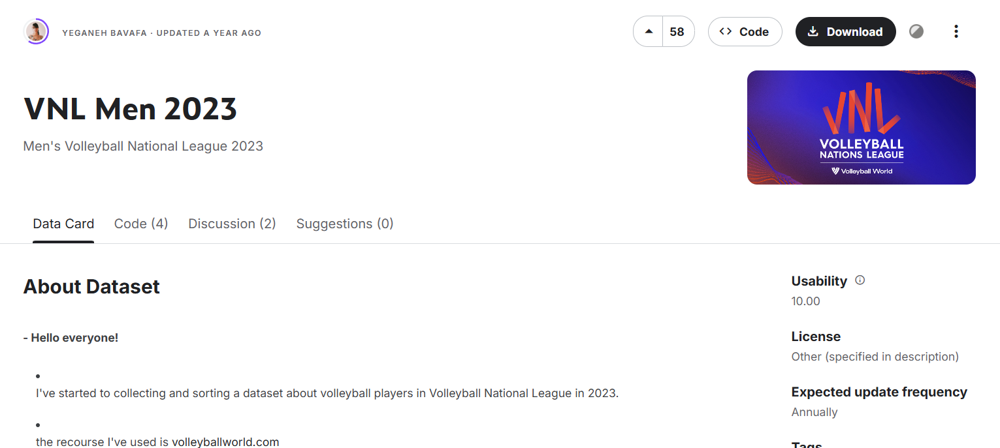 YEGANEH BAVAFA · UPDATED A YEAR AGO
58
<> Code
Download
VNL Men 2023
Men's Volleyball National League 2023
VNL
VOLLEYBALL
NATIONS LEAGUE
Volleyball World
Data Card
Code (4)
Discussion (2)
Suggestions (0)
About Dataset
- Hello everyone!
• I've started to collecting and sorting a dataset about volleyball players in Volleyball National League in 2023.
• the recourse I've used is volleyballworld.com
Usability
10.00
License
Other (specified in description)
Expected update frequency
Annually
Tags